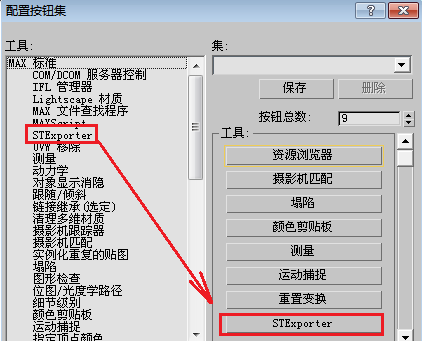 配置按钮集
工具:
MAX 标准
COM/DCOM 服务器控制
IFL 管理器
Lightscape 材质
MAX 文件查找程序
MAXScript
STExporter
UVW 移除
测量
动力学
对象显示消隐
跟随/倾斜
链接继承(选定)
清理多维材质
摄影机跟踪器
摄影机匹配
实例化重复的贴图
塌陷
图形检查
位图/光度学路径
细节级别
颜色剪贴板
运动捕捉
指定顶点颜色
集:
保存
删除
按钮总数:
9
工具:
资源浏览器
摄影机匹配
塌陷
颜色剪贴板
测量
运动捕捉
重置变换
STExporter